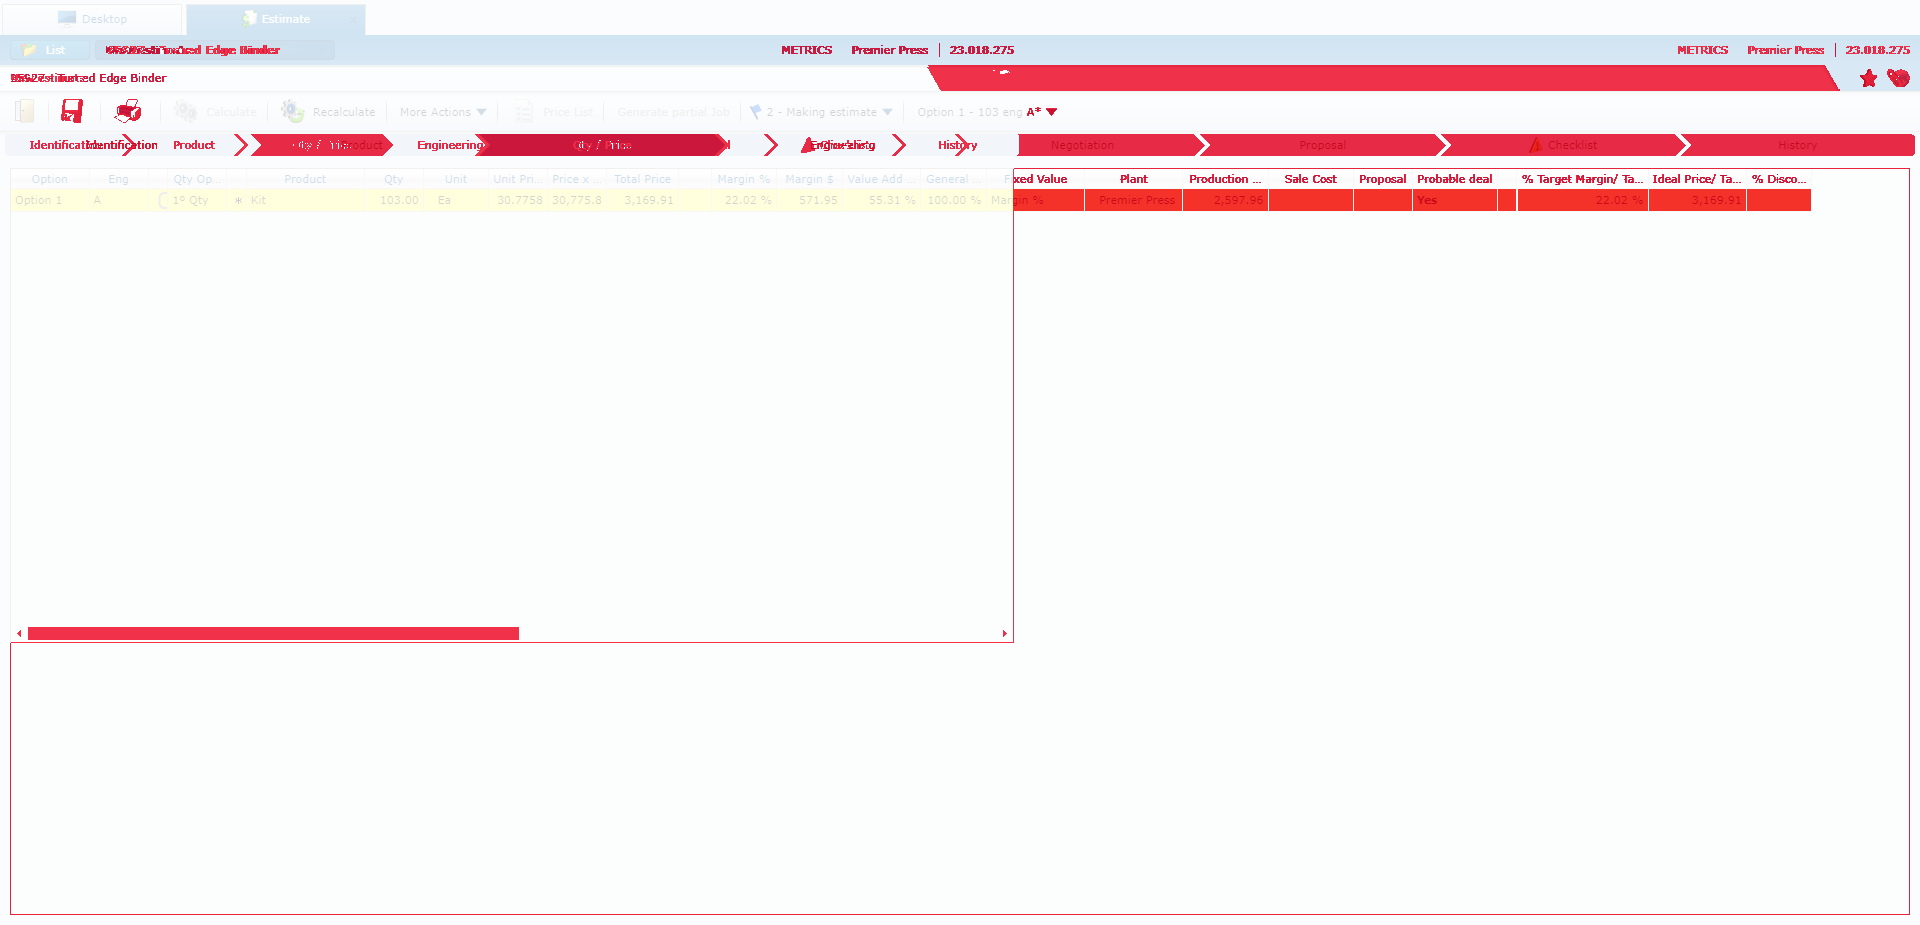 Desktop Estimate
List Edge Binder METRICS Premier Press 23.018.275 METRICS Premier Press 23.018.275
Edge Binder
Calculate Recalculate More Actions Price List Generate partial Job 2 - Making estimate Option 1 - 103 eng A*
Identification Product Qty / Product Engineering Qty / Price History Negotiation Proposal Checklist History
Option Eng Qty Op... Product Qty Unit Unit Pri... Price x ... Total Price Margin % Margin $ Value Add... General ... Fixed Value Plant Production ... Sale Cost Proposal Probable deal % Target Margin/ Ta... Ideal Price/ Ta... % Disco...
Option 1 A 1º Qty * Kit 103.00 Ea 30.7758 30,775.8 3,169.91 22.02 % 571.95 55.31 % 100.00 % Margin % Premier Press 2,597.96 Yes 22.02 % 3,169.91